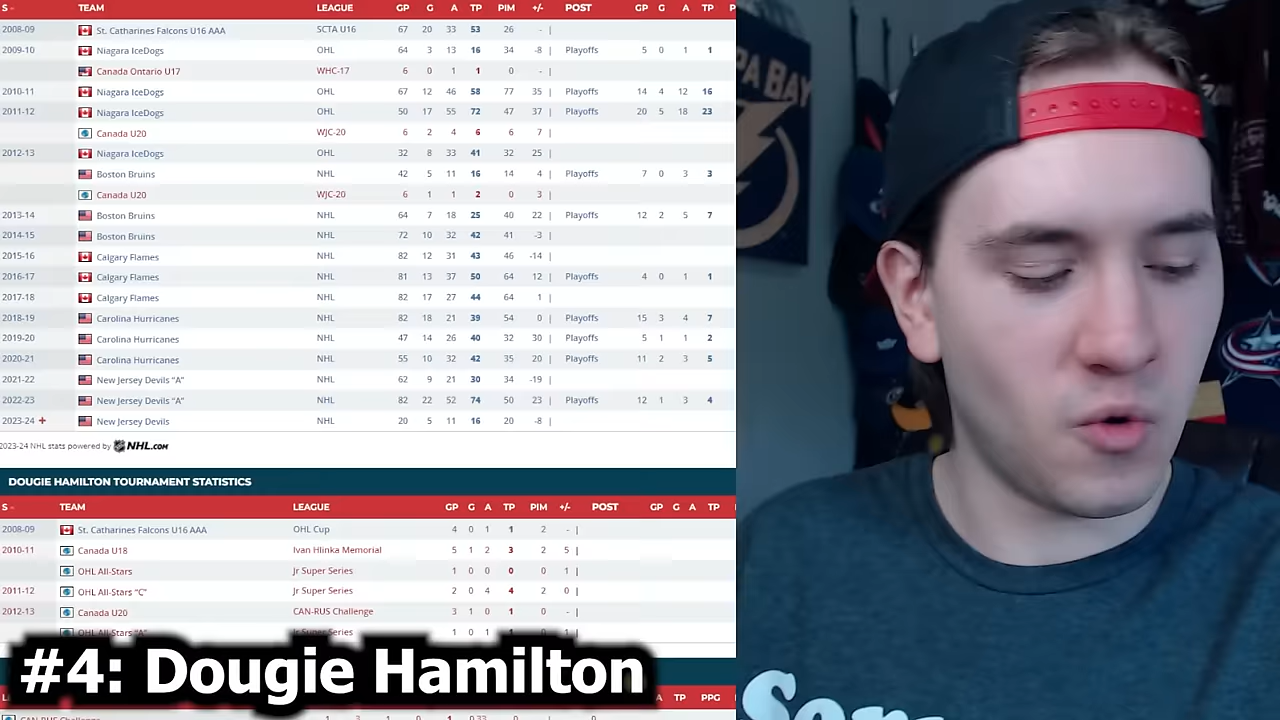 S TEAM LEAGUE GP G A TP PIM +/- POST GP G A TP
2008-09 St. Catharines Falcons U16 AAA SCTA U16 67 20 33 53 26 - |
2009-10 Niagara IceDogs OHL 64 3 13 16 34 -8 | Playoffs 5 0 1 1
Canada Ontario U17 WHC-17 6 0 1 1 0 - |
2010-11 Niagara IceDogs OHL 67 12 46 58 77 35 | Playoffs 14 4 12 16
2011-12 Niagara IceDogs OHL 50 17 55 72 47 37 | Playoffs 20 5 18 23
Canada U20 WJC-20 6 2 4 6 6 7 |
2012-13 Niagara IceDogs OHL 32 8 33 41 32 25 |
Boston Bruins NHL 42 5 11 16 14 4 | Playoffs 7 0 3 3
Canada U20 WJC-20 6 1 1 2 0 3 |
2013-14 Boston Bruins NHL 64 7 18 25 40 22 | Playoffs 12 2 5 7
2014-15 Boston Bruins NHL 72 10 32 42 41 -3 |
2015-16 Calgary Flames NHL 82 12 31 43 46 -14 |
2016-17 Calgary Flames NHL 81 13 37 50 64 12 | Playoffs 4 0 1 1
2017-18 Calgary Flames NHL 82 17 27 44 64 1 |
2018-19 Carolina Hurricanes NHL 82 18 21 39 54 0 | Playoffs 15 3 4 7
2019-20 Carolina Hurricanes NHL 47 14 26 40 32 30 | Playoffs 5 1 1 2
2020-21 Carolina Hurricanes NHL 55 10 32 42 35 20 | Playoffs 11 2 3 5
2021-22 New Jersey Devils "A" NHL 62 9 21 30 34 -19 |
2022-23 New Jersey Devils "A" NHL 82 22 52 74 50 23 | Playoffs 12 1 3 4
2023-24 + New Jersey Devils NHL 20 5 11 16 20 -8 |
2023-24 NHL stats powered by NHL.COM
DOUGIE HAMILTON TOURNAMENT STATISTICS
S TEAM LEAGUE GP G A TP PIM +/- POST GP G A TP
2008-09 St. Catharines Falcons U16 AAA OHL Cup 4 0 1 1 2 - |
2010-11 Canada U18 Ivan Hlinka Memorial 5 1 2 3 2 5 |
OHL All-Stars Jr Super Series 1 0 0 0 0 1 |
2011-12 OHL All-Stars "C" Jr Super Series 2 0 4 4 2 0 |
2012-13 Canada U20 CAN-RUS Challenge 3 1 0 1 0 - |
OHL All-Stars "A" Jr Super Series 1 0 1 1 0 1 |
#4: Dougie Hamilton
A TP PPG
CAN-RUS Challenge
TAMPA BAY